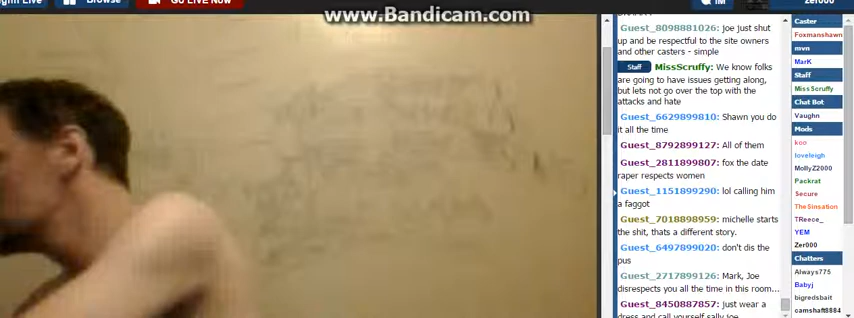 Browse
GO LIVE NOW
www.Bandicam.com
IM
Zer000
Guest_8098881026: joe just shut
up and be respectful to the site owners
and other casters - simple
Staff MissScruffy: We know folks
are going to have issues getting along,
but lets not go over the top with the
attacks and hate
Guest_6629899810: Shawn you do
it all the time
Guest_8792899127: All of them
Guest_2811899807: fox the date
raper respects women
Guest_1151899290: lol calling him
a faggot
Guest_7018898959: michelle starts
the shit, thats a different story.
Guest_6497899020: don't dis the
pus
Guest_2717899126: Mark, Joe
disrespects you all the time in this room...
Guest_8450887857: just wear a
dress and call yourself sally joe
Caster
Foxmanshawn
mvn
MarK
Staff
MissScruffy
Chat Bot
Vaughn
Mods
koo
loveleigh
MollyZ2000
Packrat
Secure
TheSinsation
TReece_
YEM
Zer000
Chatters
Always775
Babyj
bigredsbait
camshaft8884